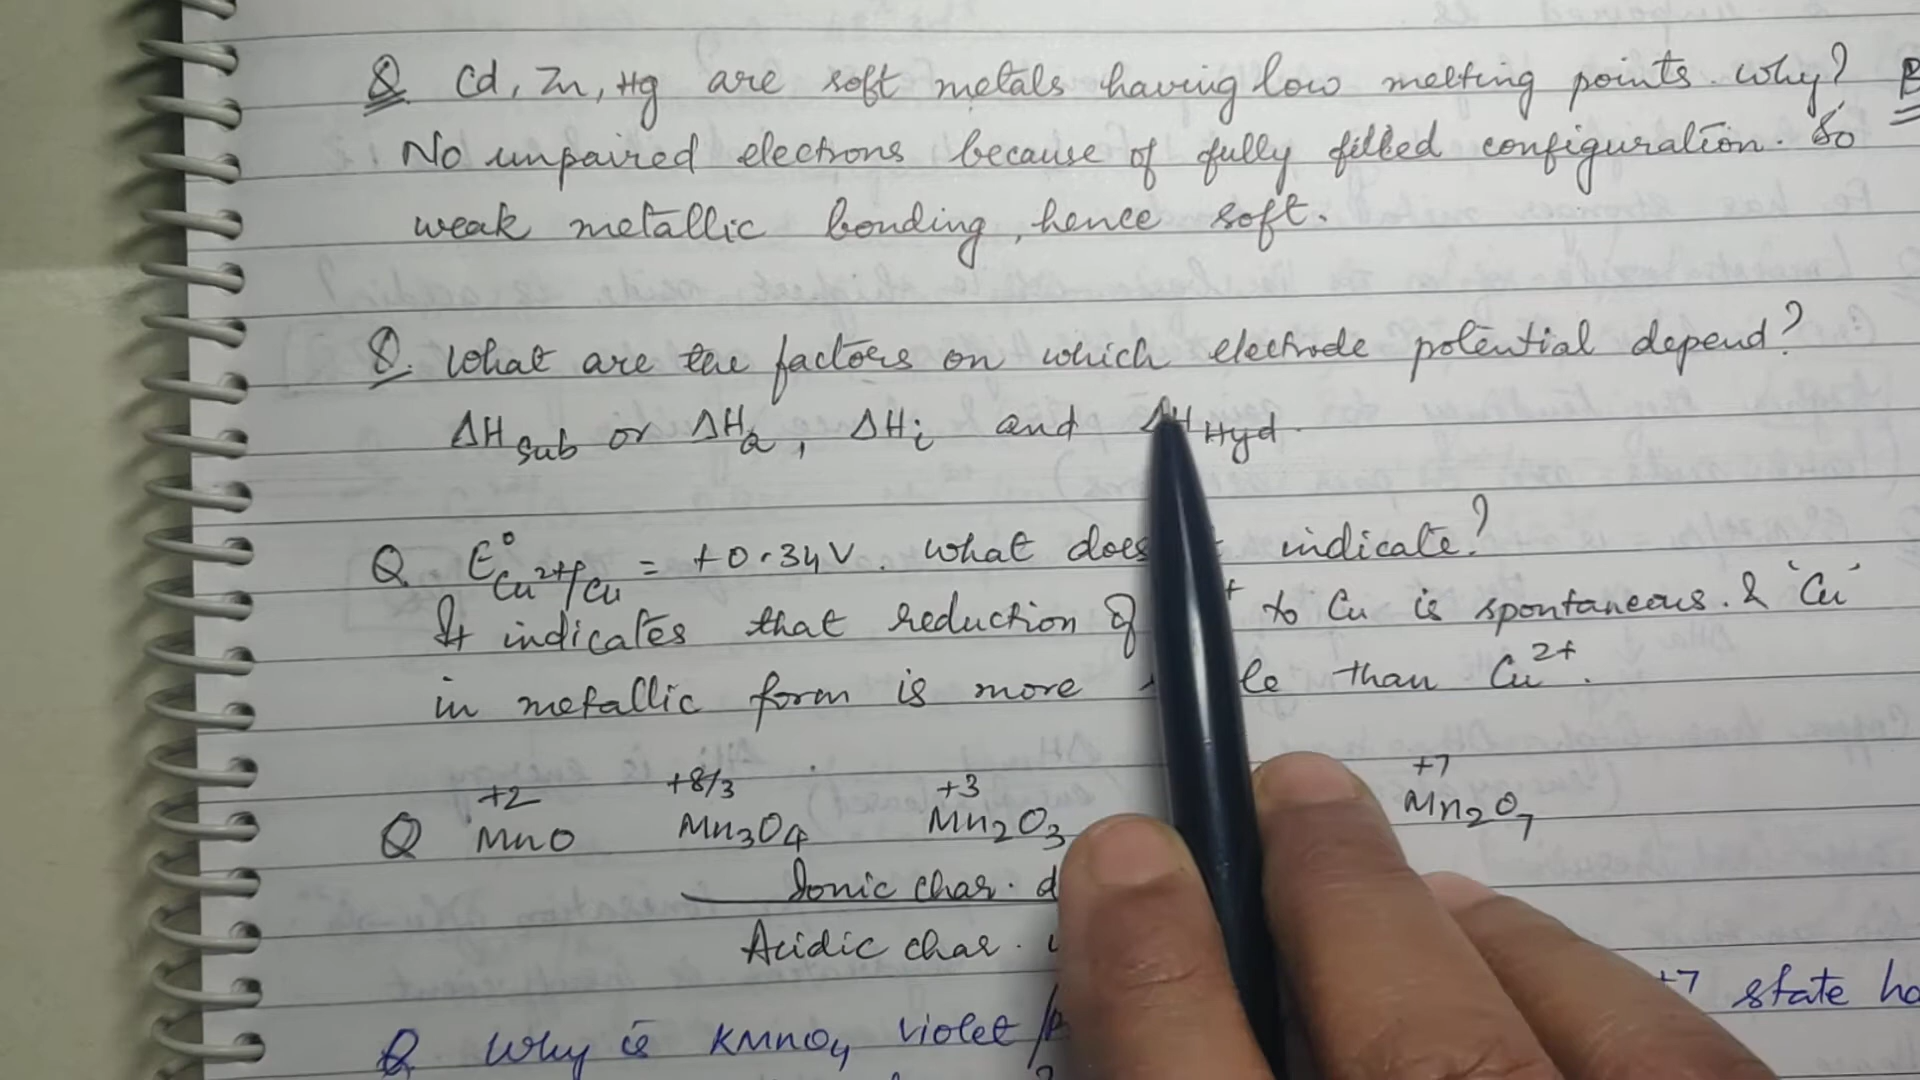 Q. Cd, Zn, Hg are soft metals having low melting points. Why?
No unpaired electrons because of fully filled configuration. So
weak metallic bonding, hence soft.
Q. What are the factors on which electrode potential depend?
ΔH sub or ΔHa, ΔHi and ΔH Hyd.
Q. E°Cu2+/Cu = +0.34V. What does indicate?
It indicates that reduction of + to Cu is spontaneous. & 'Cu'
in metallic form is more than Cu2+.
+2 +8/3 +3 +7
Q MnO Mn3O4 Mn2O3 Mn2O7
Ionic char.
Acidic char.
+7 state
Q Why is KMnO4 violet/